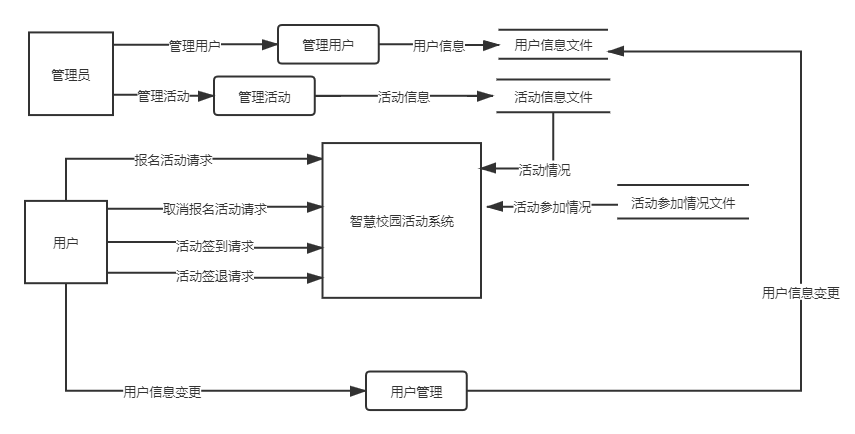 管理员
管理用户
管理用户
用户信息
用户信息文件
管理活动
管理活动
活动信息
活动信息文件
报名活动请求
活动情况
取消报名活动请求
智慧校园活动系统
活动参加情况
活动参加情况文件
用户
活动签到请求
活动签退请求
用户信息变更
用户信息变更
用户管理